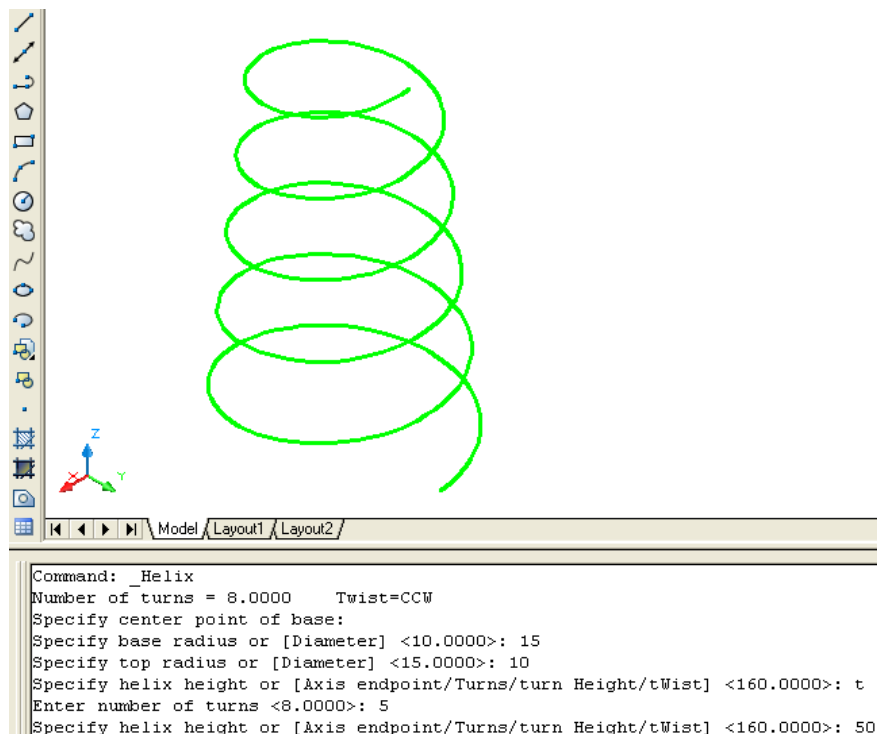 Z
X
Y
Model Layout1 Layout2
Command: _Helix
Number of turns = 8.0000 Twist=CCW
Specify center point of base:
Specify base radius or [Diameter] <10.0000>: 15
Specify top radius or [Diameter] <15.0000>: 10
Specify helix height or [Axis endpoint/Turns/turn Height/tWist] <160.0000>: t
Enter number of turns <8.0000>: 5
Specify helix height or [Axis endpoint/Turns/turn Height/tWist] <160.0000>: 50